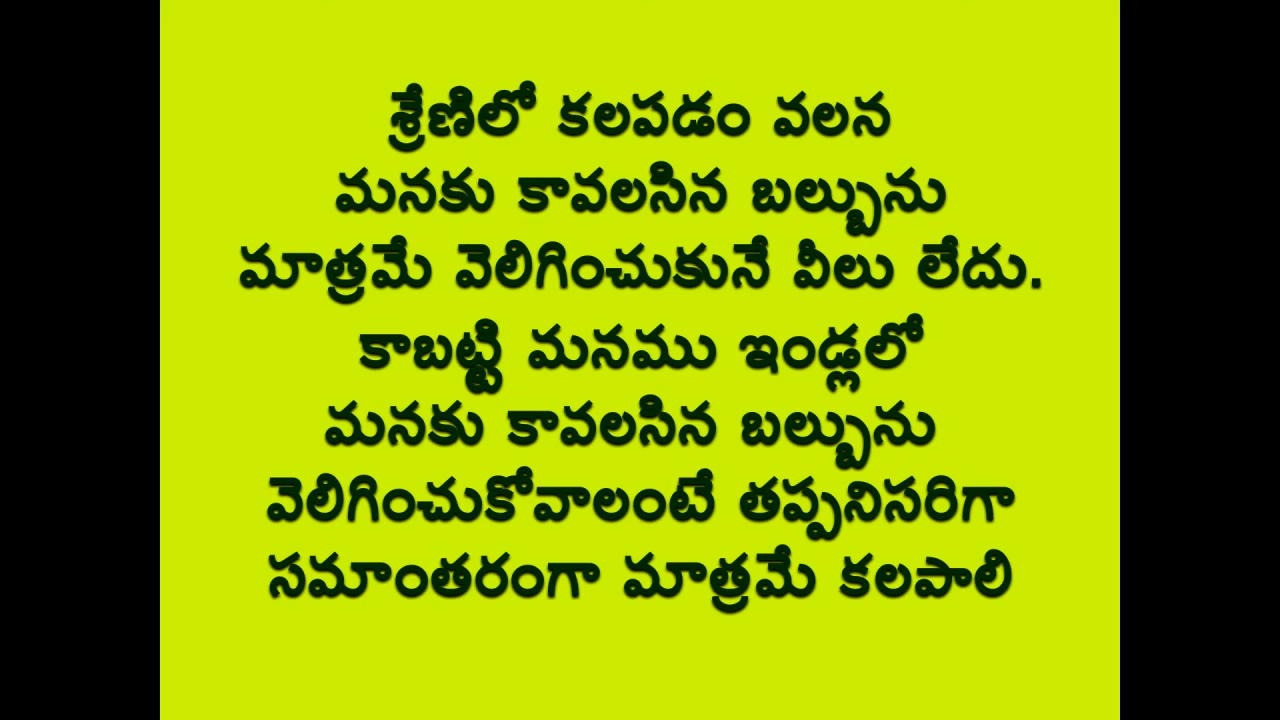 శ్రేణిలో కలపడం వలన
మనకు కావలసిన బల్బును
మాత్రమే వెలిగించుకునే వీలు లేదు.
కాబట్టి మనము ఇండ్లలో
మనకు కావలసిన బల్బును
వెలిగించుకోవాలంటే తప్పనిసరిగా
సమాంతరంగా మాత్రమే కలపాలి